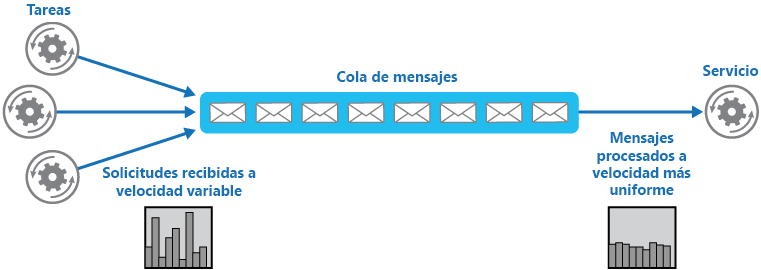 Tareas
Cola de mensajes
Servicio
Solicitudes recibidas a
velocidad variable
Mensajes
procesados a
velocidad más
uniforme